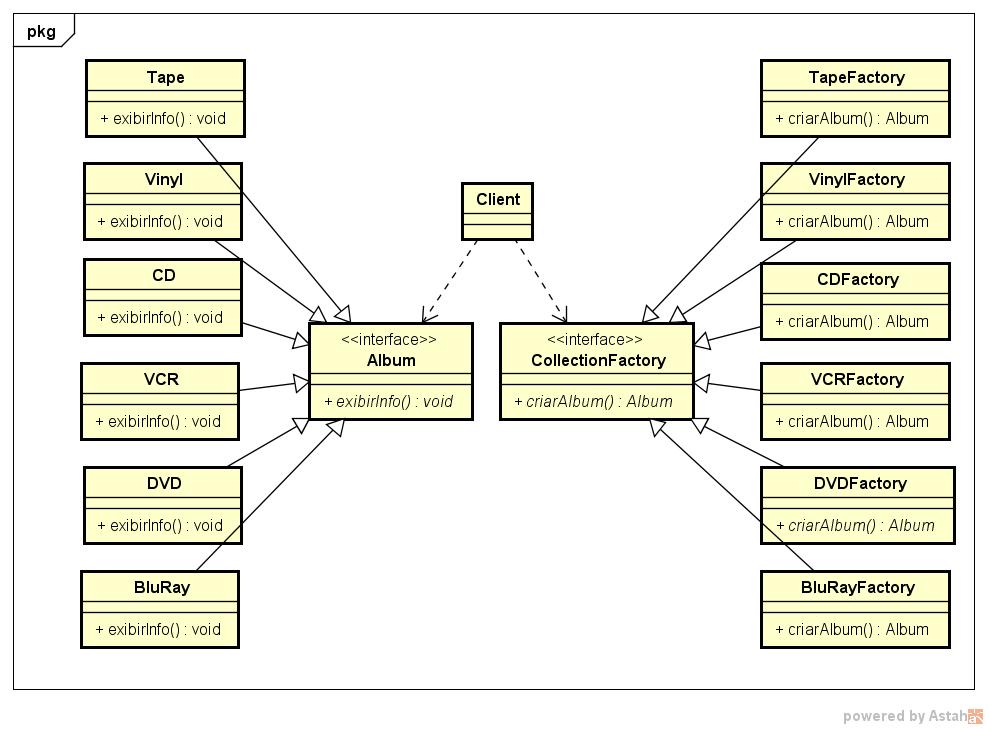 pkg
Tape
+ exibirInfo() : void
Vinyl
+ exibirInfo() : void
CD
+ exibirInfo() : void
VCR
+ exibirInfo() : void
DVD
+ exibirInfo() : void
BluRay
+ exibirInfo() : void
Client
<<interface>>
Album
+ exibirInfo() : void
<<interface>>
CollectionFactory
+ criarAlbum() : Album
TapeFactory
+ criarAlbum() : Album
VinylFactory
+ criarAlbum() : Album
CDFactory
+ criarAlbum() : Album
VCRFactory
+ criarAlbum() : Album
DVDFactory
+ criarAlbum() : Album
BluRayFactory
+ criarAlbum() : Album
powered by Astah